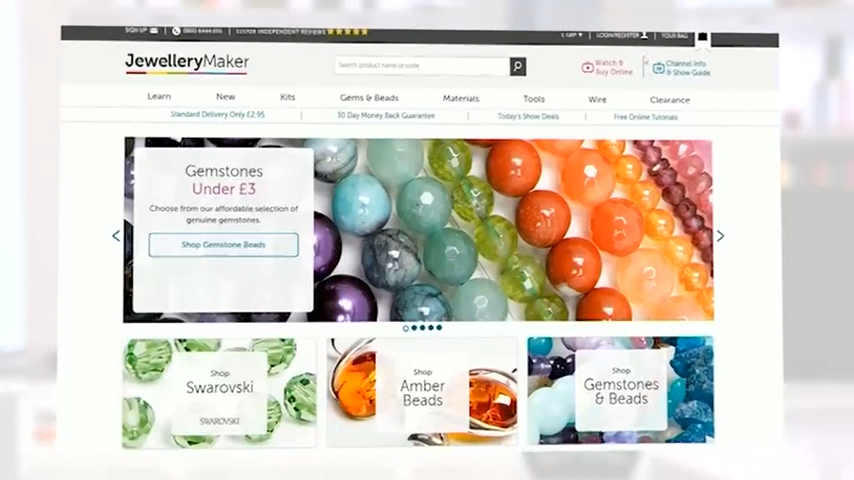 SIGN UP
0800 6444 655
115709 INDEPENDENT REVIEWS
£ GBP
LOGIN/REGISTER
YOUR BAG
JewelleryMaker
Search product name or code
Watch &
Buy Online
Channel Info
& Show Guide
Learn
New
Kits
Gems & Beads
Materials
Tools
Wire
Clearance
Standard Delivery Only £2.95
30 Day Money Back Guarantee
Today's Show Deals
Free Online Tutorials
Gemstones
Under £3
Choose from our affordable selection of
genuine gemstones.
Shop Gemstone Beads
Shop
Swarovski
SWAROVSKI
Shop
Amber
Beads
Shop
Gemstones
& Beads